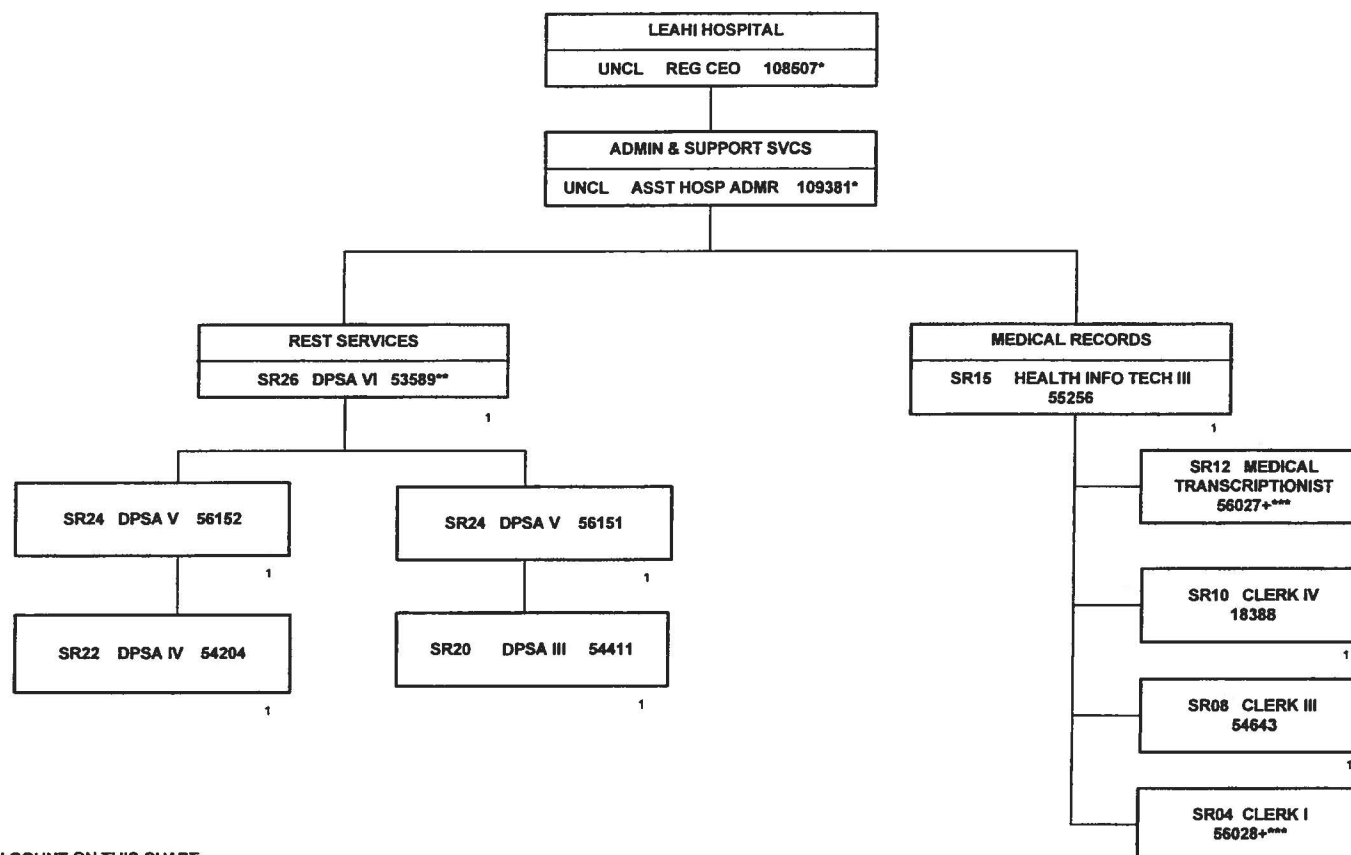 LEAHI HOSPITAL
UNCL REG CEO 108507*
ADMIN & SUPPORT SVCS
UNCL ASST HOSP ADMR 109381*
REST SERVICES
SR26 DPSA VI 53589**
1
MEDICAL RECORDS
SR15 HEALTH INFO TECH III
55256
1
SR24 DPSA V 56152
1
SR24 DPSA V 56151
1
SR22 DPSA IV 54204
1
SR20 DPSA III 54411
1
SR12 MEDICAL
TRANSCRIPTIONIST
56027+***
SR10 CLERK IV
18388
1
SR08 CLERK III
54643
1
SR04 CLERK I
56028+***